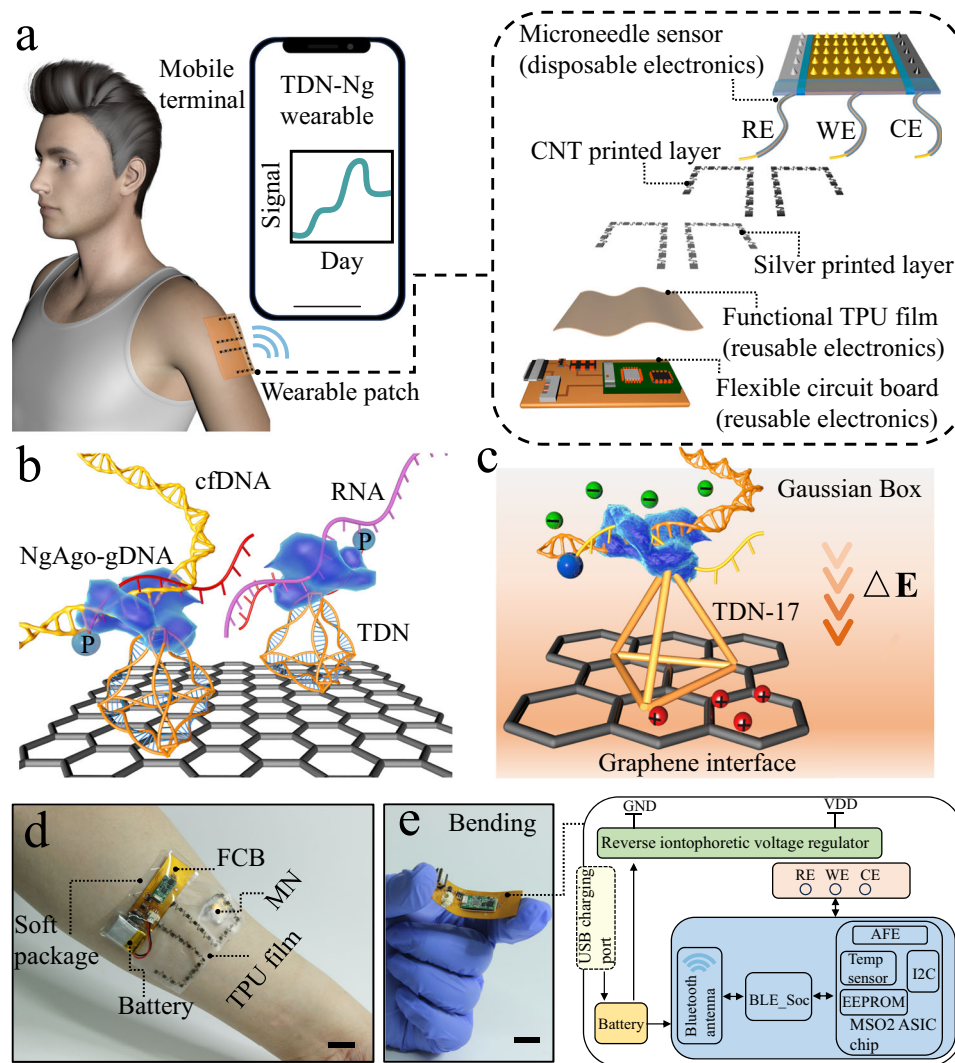 a
Mobile
terminal
TDN-Ng
wearable
Signal
Day
Wearable patch
Microneedle sensor
(disposable electronics)
RE
WE
CE
CNT printed layer
Silver printed layer
Functional TPU film
(reusable electronics)
Flexible circuit board
(reusable electronics)
b
cfDNA
RNA
P
NgAgo-gDNA
TDN
P
c
Gaussian Box
△E
TDN-17
Graphene interface
d
FCB
MN
Soft
package
TPU film
Battery
e
Bending
GND
VDD
Reverse iontophoretic voltage regulator
RE WE CE
USB charging
port
AFE
Temp
sensor
I2C
EEPROM
MSO2 ASIC
chip
Bluetooth
antenna
BLE_Soc
Battery